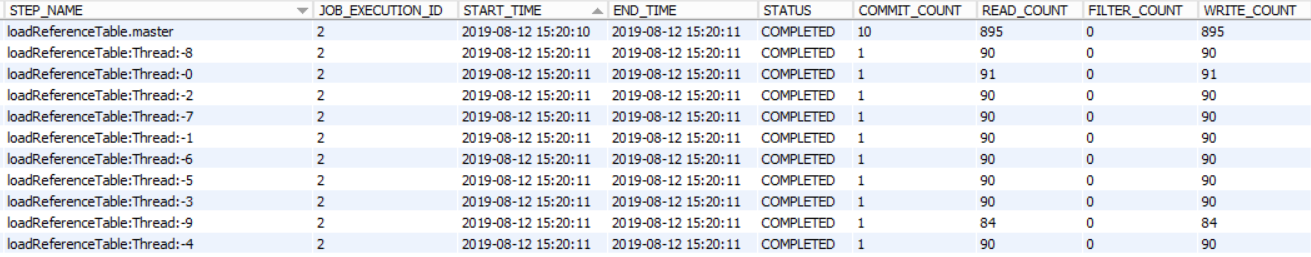 STEP_NAME JOB_EXECUTION_ID START_TIME END_TIME STATUS COMMIT_COUNT READ_COUNT FILTER_COUNT WRITE_COUNT
loadReferenceTable.master 2 2019-08-12 15:20:10 2019-08-12 15:20:11 COMPLETED 10 895 0 895
loadReferenceTable:Thread:-8 2 2019-08-12 15:20:11 2019-08-12 15:20:11 COMPLETED 1 90 0 90
loadReferenceTable:Thread:-0 2 2019-08-12 15:20:11 2019-08-12 15:20:11 COMPLETED 1 91 0 91
loadReferenceTable:Thread:-2 2 2019-08-12 15:20:11 2019-08-12 15:20:11 COMPLETED 1 90 0 90
loadReferenceTable:Thread:-7 2 2019-08-12 15:20:11 2019-08-12 15:20:11 COMPLETED 1 90 0 90
loadReferenceTable:Thread:-1 2 2019-08-12 15:20:11 2019-08-12 15:20:11 COMPLETED 1 90 0 90
loadReferenceTable:Thread:-6 2 2019-08-12 15:20:11 2019-08-12 15:20:11 COMPLETED 1 90 0 90
loadReferenceTable:Thread:-5 2 2019-08-12 15:20:11 2019-08-12 15:20:11 COMPLETED 1 90 0 90
loadReferenceTable:Thread:-3 2 2019-08-12 15:20:11 2019-08-12 15:20:11 COMPLETED 1 90 0 90
loadReferenceTable:Thread:-9 2 2019-08-12 15:20:11 2019-08-12 15:20:11 COMPLETED 1 84 0 84
loadReferenceTable:Thread:-4 2 2019-08-12 15:20:11 2019-08-12 15:20:11 COMPLETED 1 90 0 90